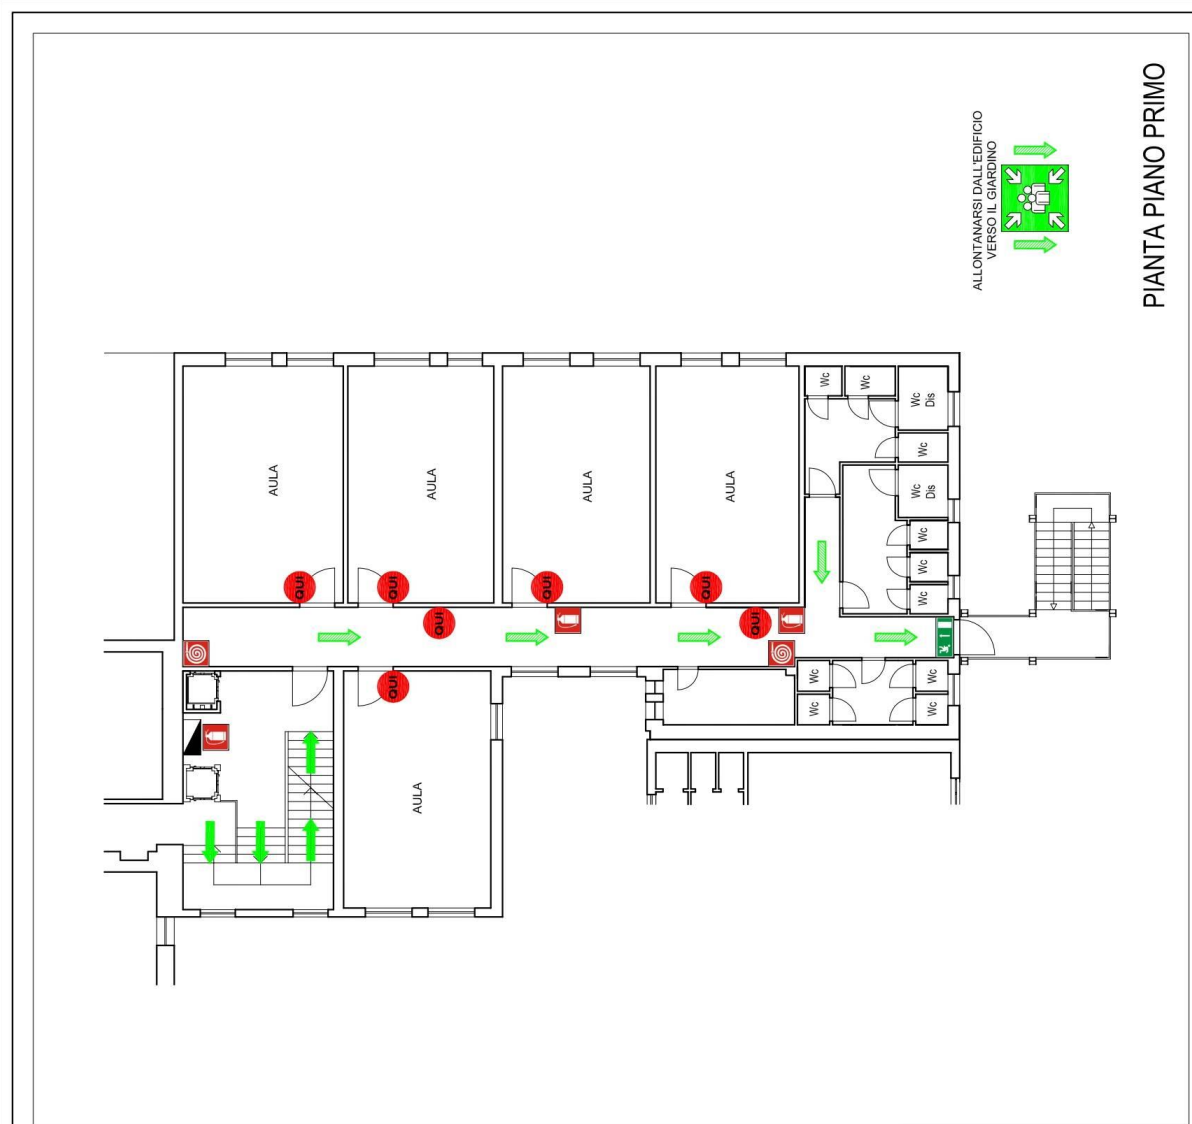 PIANTA PIANO PRIMO
ALLONTANARSI DALL'EDIFICIO
VERSO IL GIARDINO
AULA
AULA
AULA
AULA
Wc
Wc
Wc
Dis
Wc
Wc
Dis
Wc
Wc
Wc
QUI
QUI
QUI
QUI
QUI
QUI
QUI
Wc
Wc
Wc
Wc
AULA